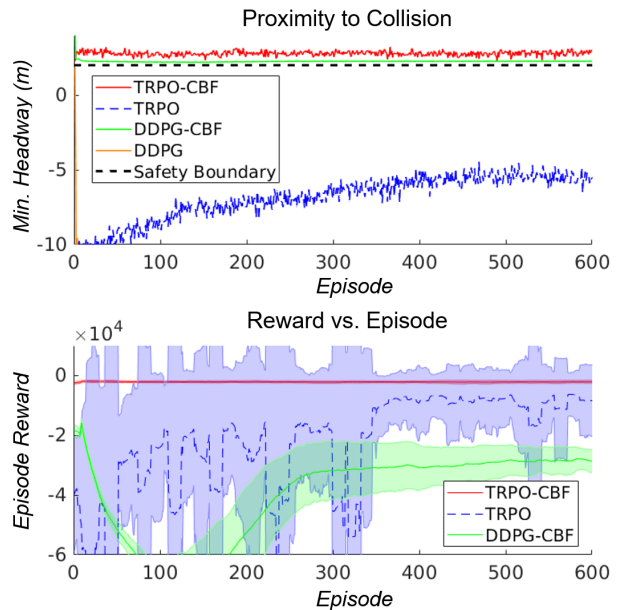 Proximity to Collision
Min. Headway (m)
0
-5
-10
TRPO-CBF
TRPO
DDPG-CBF
DDPG
Safety Boundary
0 100 200 300 400 500 600
Episode
Reward vs. Episode
×10⁴
Episode Reward
0
-2
-4
-6
TRPO-CBF
TRPO
DDPG-CBF
0 100 200 300 400 500 600
Episode